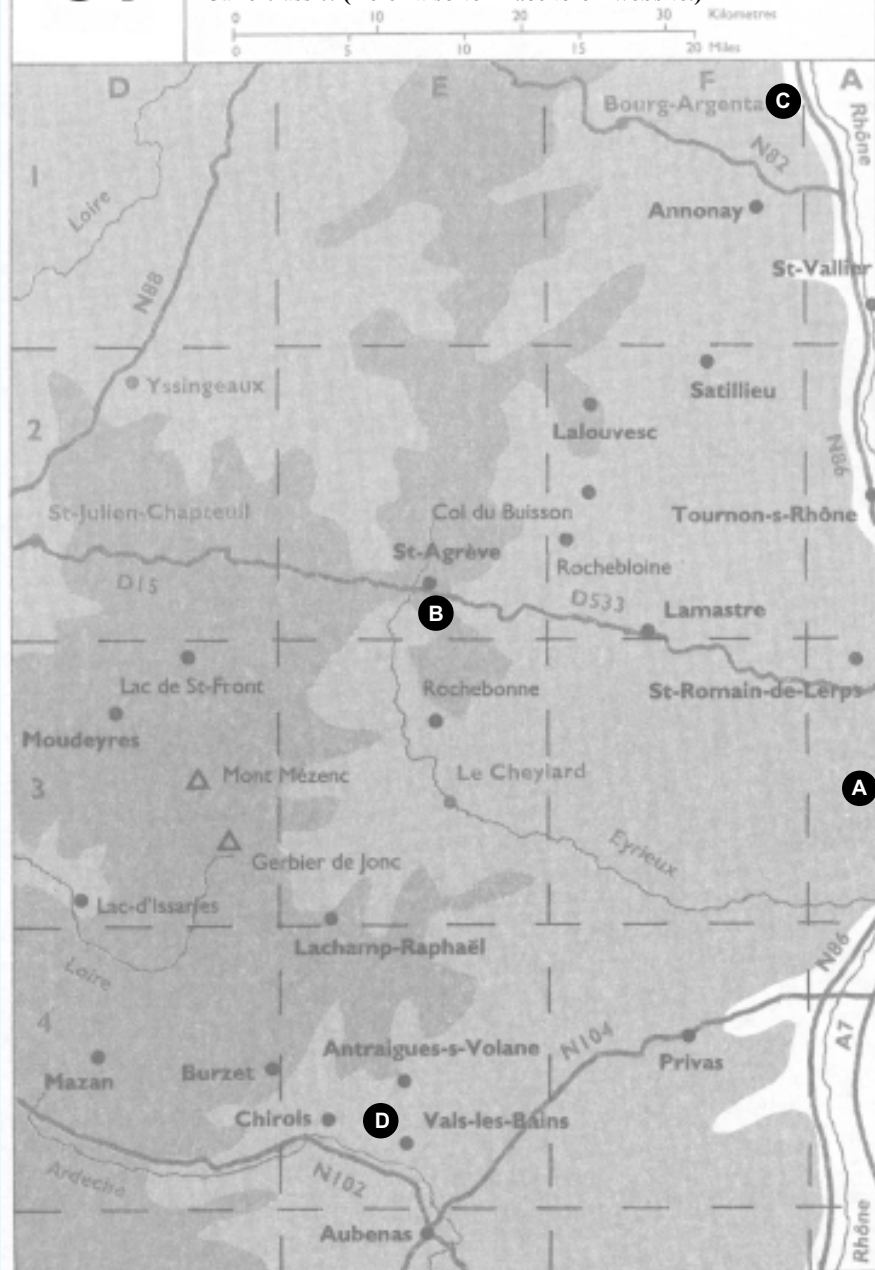 0 10 20 30 Kilometres
0 5 10 15 20 Miles
D E F A
C
Bourg-Argenta
Rhône
N82
1
Loire
Annonay
St-Vallier
N88
Yssingeaux
Satillieu
2
Lalouvesc
N86
St-Julien-Chapteuil
Col du Buisson
Tournon-s-Rhône
St-Agrève
Rochebloine
D15
D533
Lamastre
B
Lac de St-Front
Rochebonne
St-Romain-de-Lerps
Moudeyres
Mont Mézenc
Le Cheylard
3
A
Gerbier de Jonc
Eyrieux
Lac-d'Issarlès
Lachamp-Raphaël
N86
Loire
4
A7
Antraigues-s-Volane
N104
Privas
Mazan
Burzet
Chirols
D
Vals-les-Bains
Ardeche
N102
Aubenas
Rhône